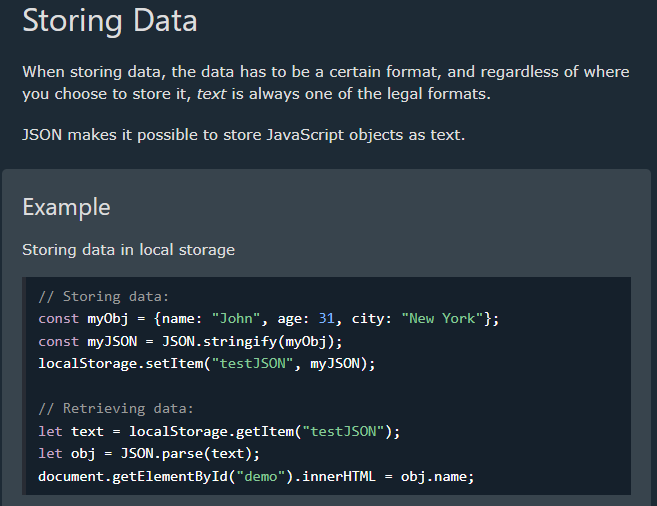 Storing Data
When storing data, the data has to be a certain format, and regardless of where
you choose to store it, text is always one of the legal formats.
JSON makes it possible to store JavaScript objects as text.
Example
Storing data in local storage
// Storing data:
const myObj = {name: "John", age: 31, city: "New York"};
const myJSON = JSON.stringify(myObj);
localStorage.setItem("testJSON", myJSON);
// Retrieving data:
let text = localStorage.getItem("testJSON");
let obj = JSON.parse(text);
document.getElementById("demo").innerHTML = obj.name;